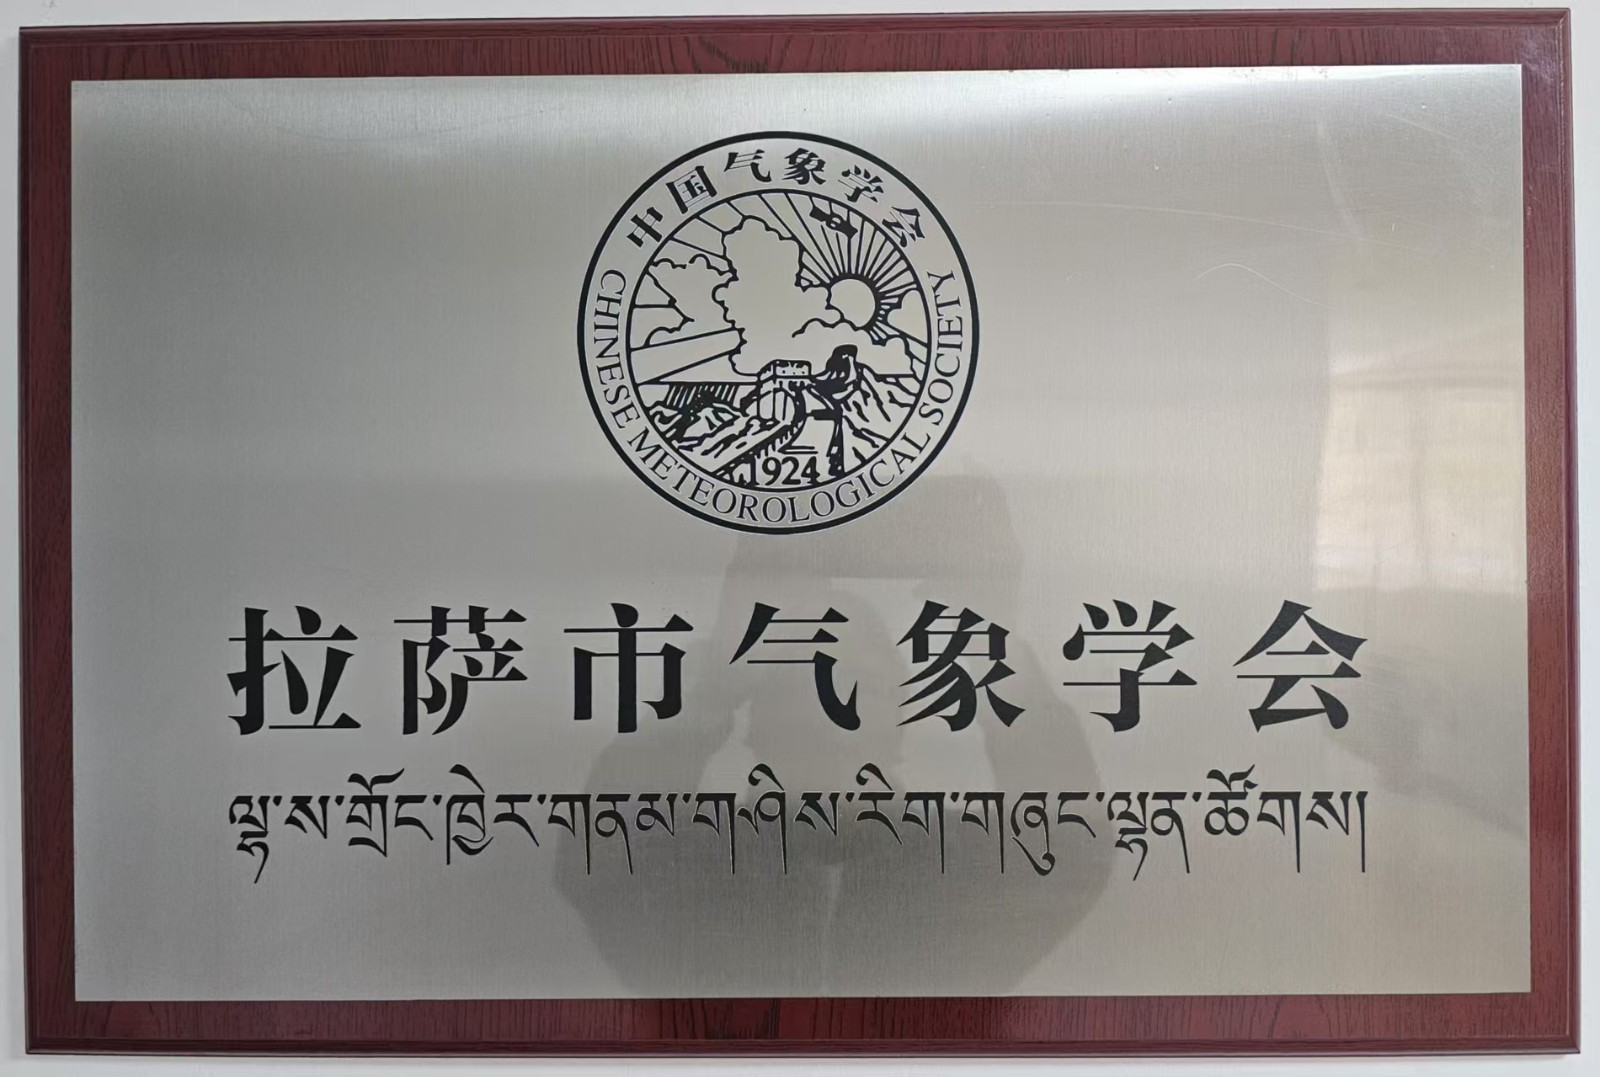 中国气象学会
CHINESE METEOROLOGICAL SOCIETY
1924
拉萨市气象学会
ལྷ་ས་གྲོང་ཁྱེར་གནམ་གཤིས་རིག་གཞུང་ལྷན་ཚོགས།